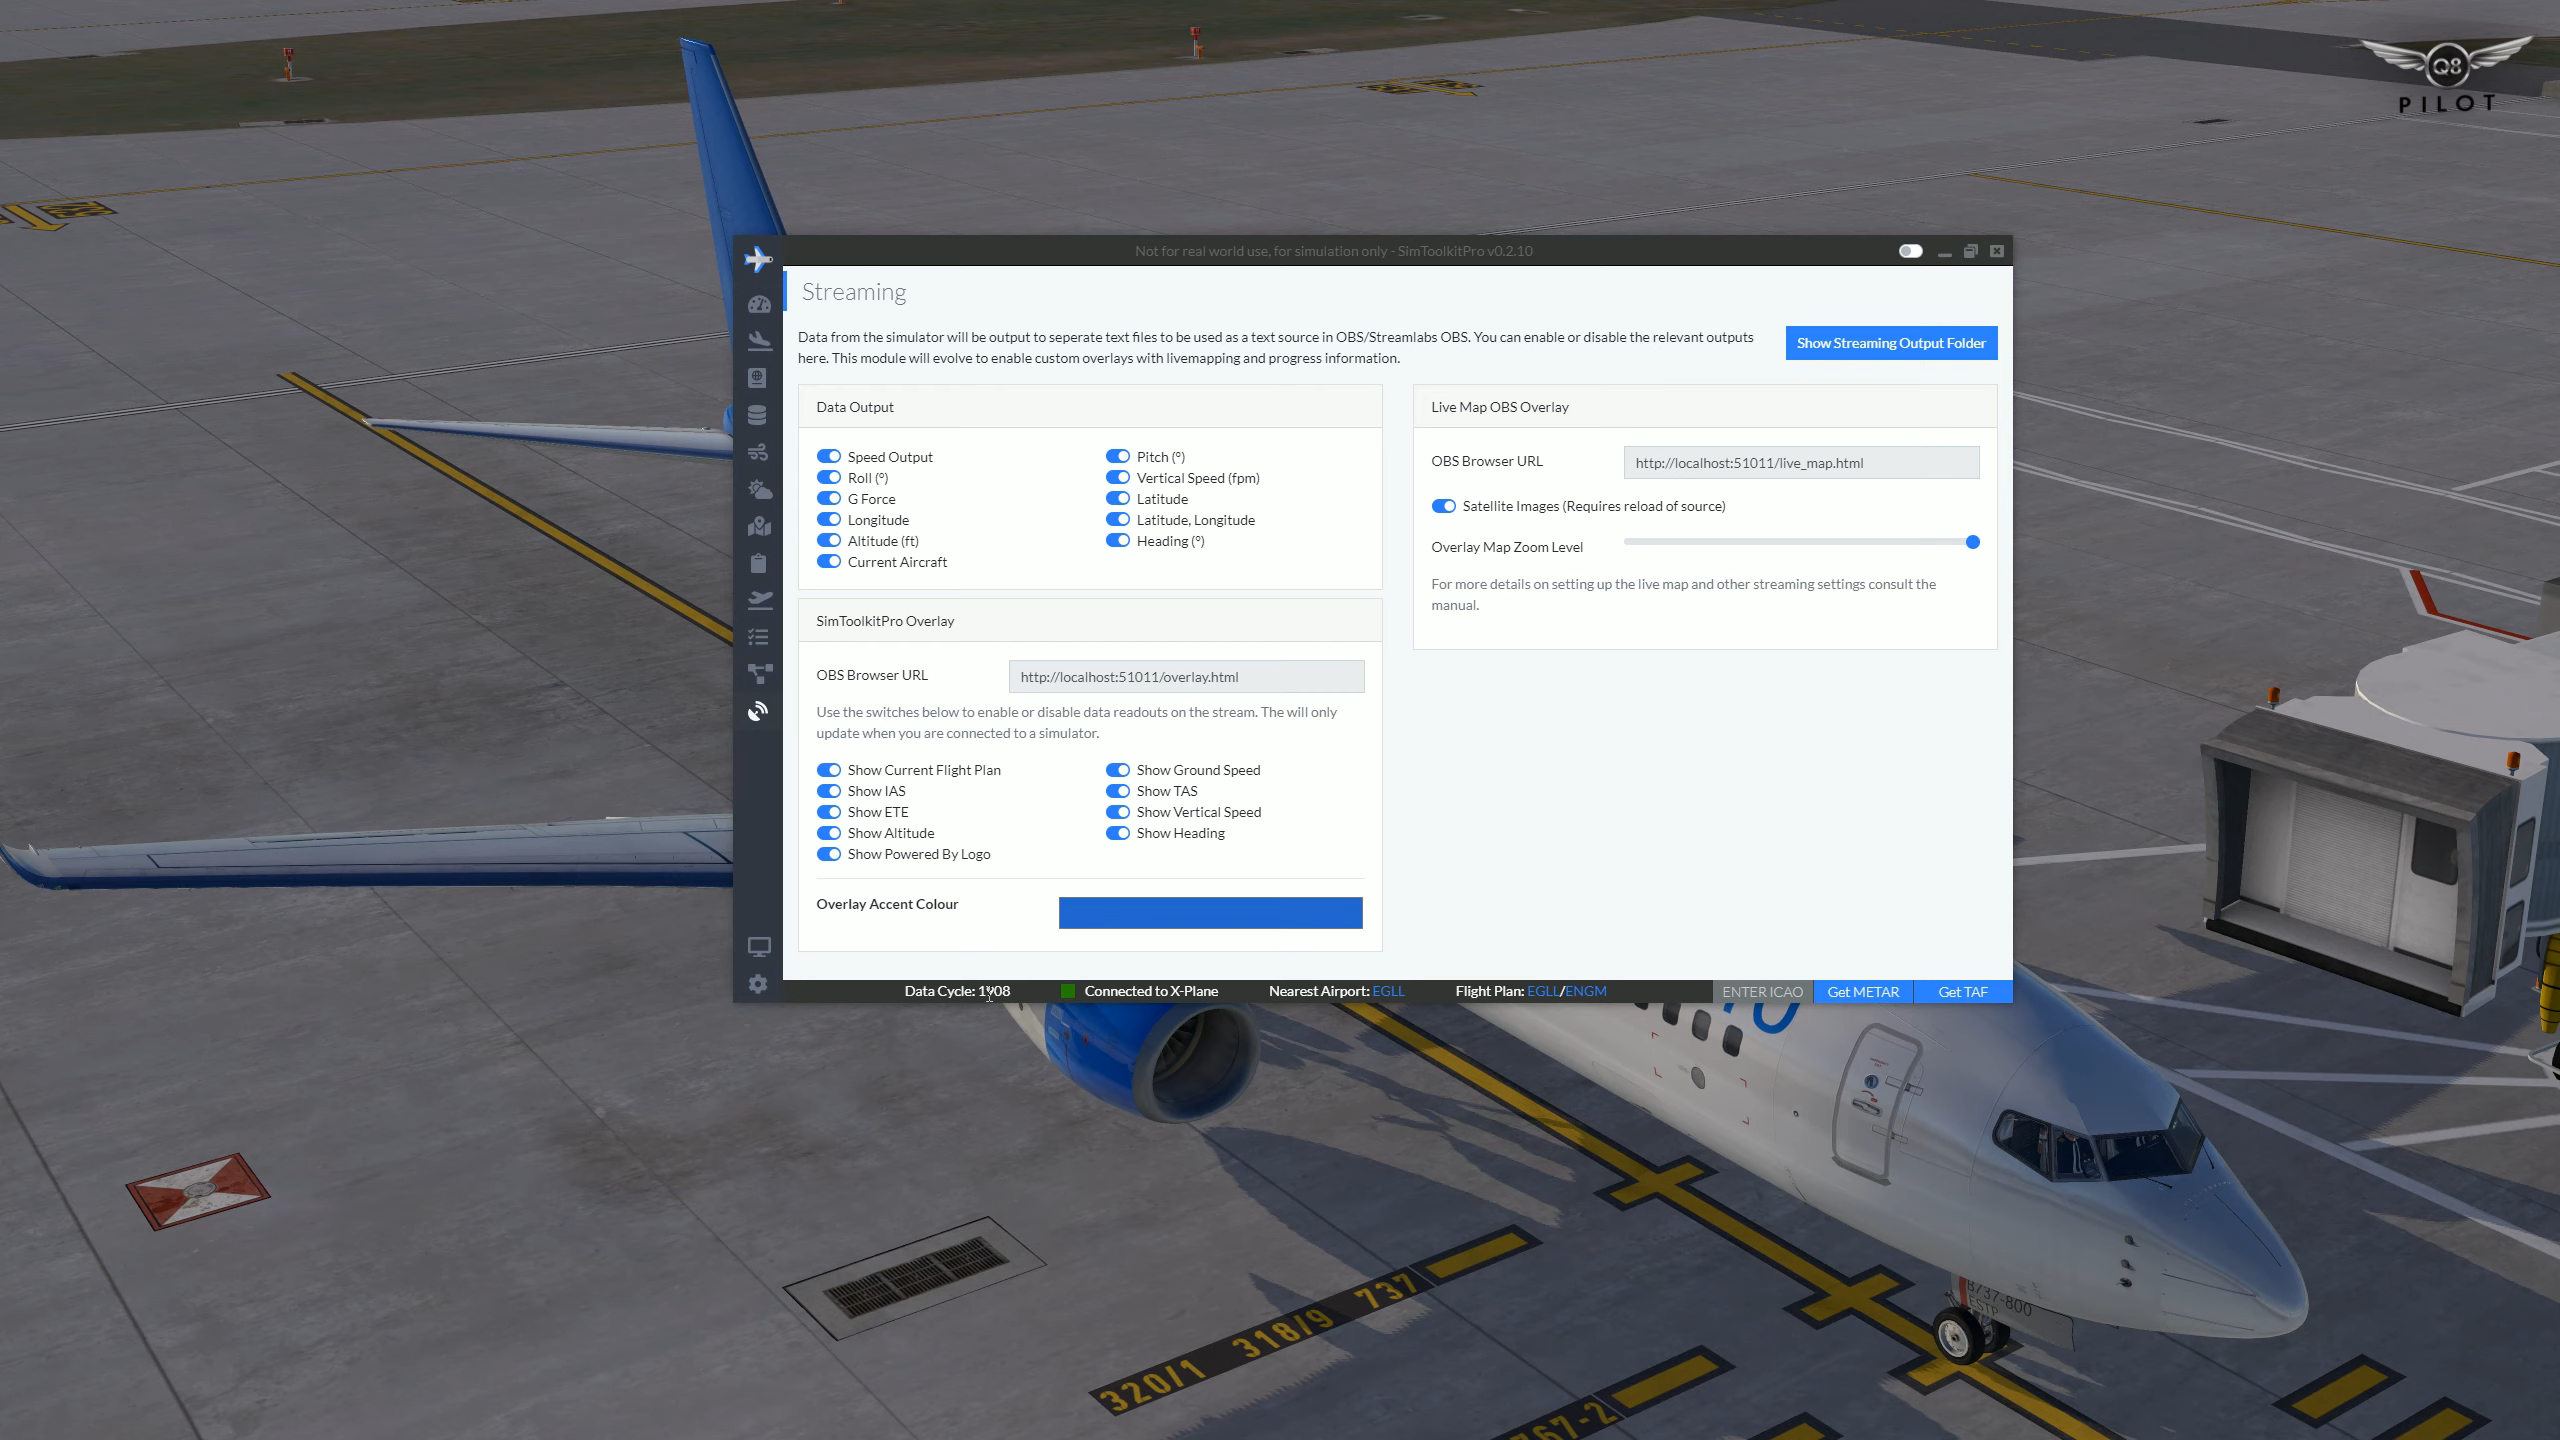 Q8
PILOT
Not for real world use, for simulation only - SimToolkitPro v0.2.10
Streaming
Data from the simulator will be output to seperate text files to be used as a text source in OBS/Streamlabs OBS. You can enable or disable the relevant outputs
here. This module will evolve to enable custom overlays with livemapping and progress information.
Show Streaming Output Folder
Data Output
Speed Output
Pitch (°)
Roll (°)
Vertical Speed (fpm)
G Force
Latitude
Longitude
Latitude, Longitude
Altitude (ft)
Heading (°)
Current Aircraft
Live Map OBS Overlay
OBS Browser URL
http://localhost:51011/live_map.html
Satellite Images (Requires reload of source)
Overlay Map Zoom Level
For more details on setting up the live map and other streaming settings consult the
manual.
SimToolkitPro Overlay
OBS Browser URL
http://localhost:51011/overlay.html
Use the switches below to enable or disable data readouts on the stream. The will only
update when you are connected to a simulator.
Show Current Flight Plan
Show Ground Speed
Show IAS
Show TAS
Show ETE
Show Vertical Speed
Show Altitude
Show Heading
Show Powered By Logo
Overlay Accent Colour
Data Cycle: 1908
Connected to X-Plane
Nearest Airport: EGLL
Flight Plan: EGLL/ENGM
ENTER ICAO
Get METAR
Get TAF
B737-800
320/1 318/9 737
767-2